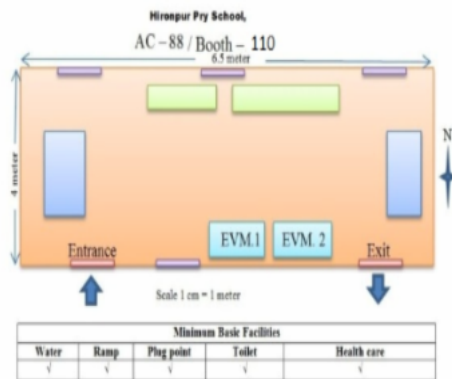 Hironpur Pry School,
AC – 88 / Booth – 110
6.5 meter
4 meter
N
EVM.1 EVM. 2
Entrance Exit
Scale 1 cm = 1 meter
Minimum Basic Facilities
Water Ramp Plug point Toilet Health care
√ √ √ √ √